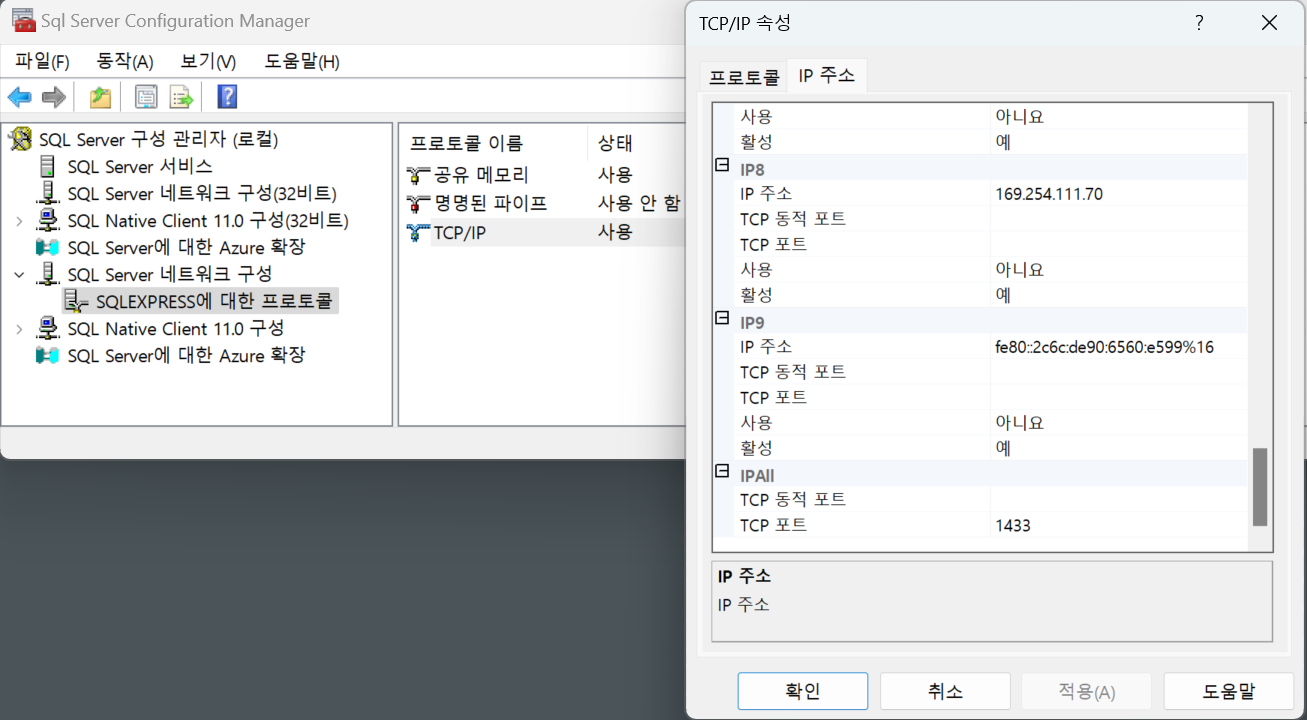 Sql Server Configuration Manager
파일(F) 동작(A) 보기(V) 도움말(H)
SQL Server 구성 관리자 (로컬)
SQL Server 서비스
SQL Server 네트워크 구성(32비트)
SQL Native Client 11.0 구성(32비트)
SQL Server에 대한 Azure 확장
SQL Server 네트워크 구성
SQLEXPRESS에 대한 프로토콜
SQL Native Client 11.0 구성
SQL Server에 대한 Azure 확장
프로토콜 이름 상태
공유 메모리 사용
명명된 파이프 사용 안 함
TCP/IP 사용
TCP/IP 속성
프로토콜 IP 주소
사용 아니요
활성 예
IP8
IP 주소 169.254.111.70
TCP 동적 포트
TCP 포트
사용 아니요
활성 예
IP9
IP 주소 fe80::2c6c:de90:6560:e599%16
TCP 동적 포트
TCP 포트
사용 아니요
활성 예
IPAll
TCP 동적 포트
TCP 포트 1433
IP 주소
IP 주소
확인 취소 적용(A) 도움말